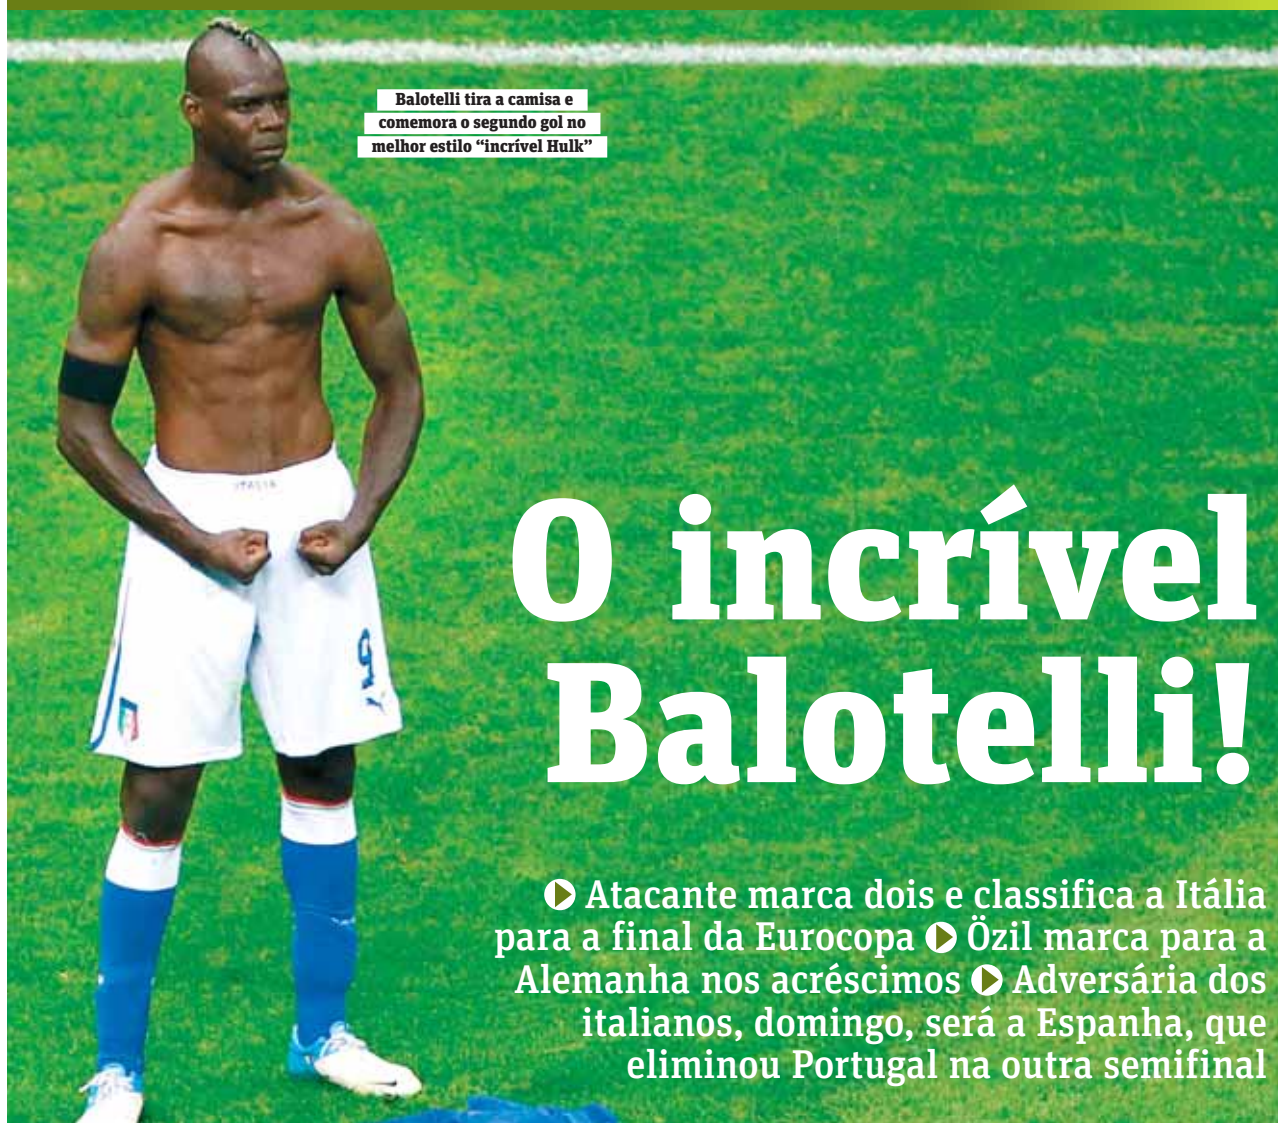 Balotelli tira a camisa e
comemora o segundo gol no
melhor estilo “incrível Hulk”
ITALIA
9
O incrível
Balotelli!
Atacante marca dois e classifica a Itália
para a final da Eurocopa Özil marca para a
Alemanha nos acréscimos Adversária dos
italianos, domingo, será a Espanha, que
eliminou Portugal na outra semifinal